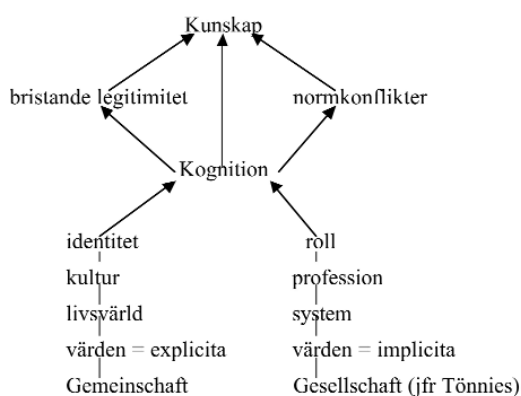 Kunskap
bristande legitimitet normkonflikter
Kognition
identitet roll
kultur profession
livsvärld system
värden = explicita värden = implicita
Gemeinschaft Gesellschaft (jfr Tönnies)